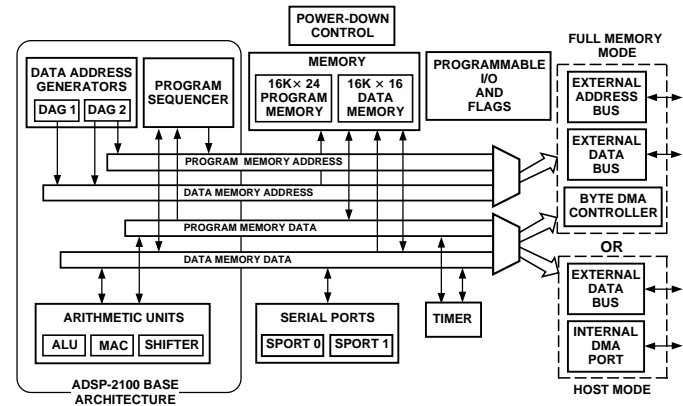 POWER-DOWN
CONTROL
FULL MEMORY
MODE
DATA ADDRESS
GENERATORS
DAG 1
DAG 2
PROGRAM
SEQUENCER
MEMORY
16K × 24
PROGRAM
MEMORY
16K × 16
DATA
MEMORY
PROGRAMMABLE
I/O
AND
FLAGS
EXTERNAL
ADDRESS
BUS
EXTERNAL
DATA
BUS
BYTE DMA
CONTROLLER
PROGRAM MEMORY ADDRESS
DATA MEMORY ADDRESS
PROGRAM MEMORY DATA
DATA MEMORY DATA
OR
EXTERNAL
DATA
BUS
INTERNAL
DMA
PORT
HOST MODE
ARITHMETIC UNITS
ALU
MAC
SHIFTER
SERIAL PORTS
SPORT 0
SPORT 1
TIMER
ADSP-2100 BASE
ARCHITECTURE